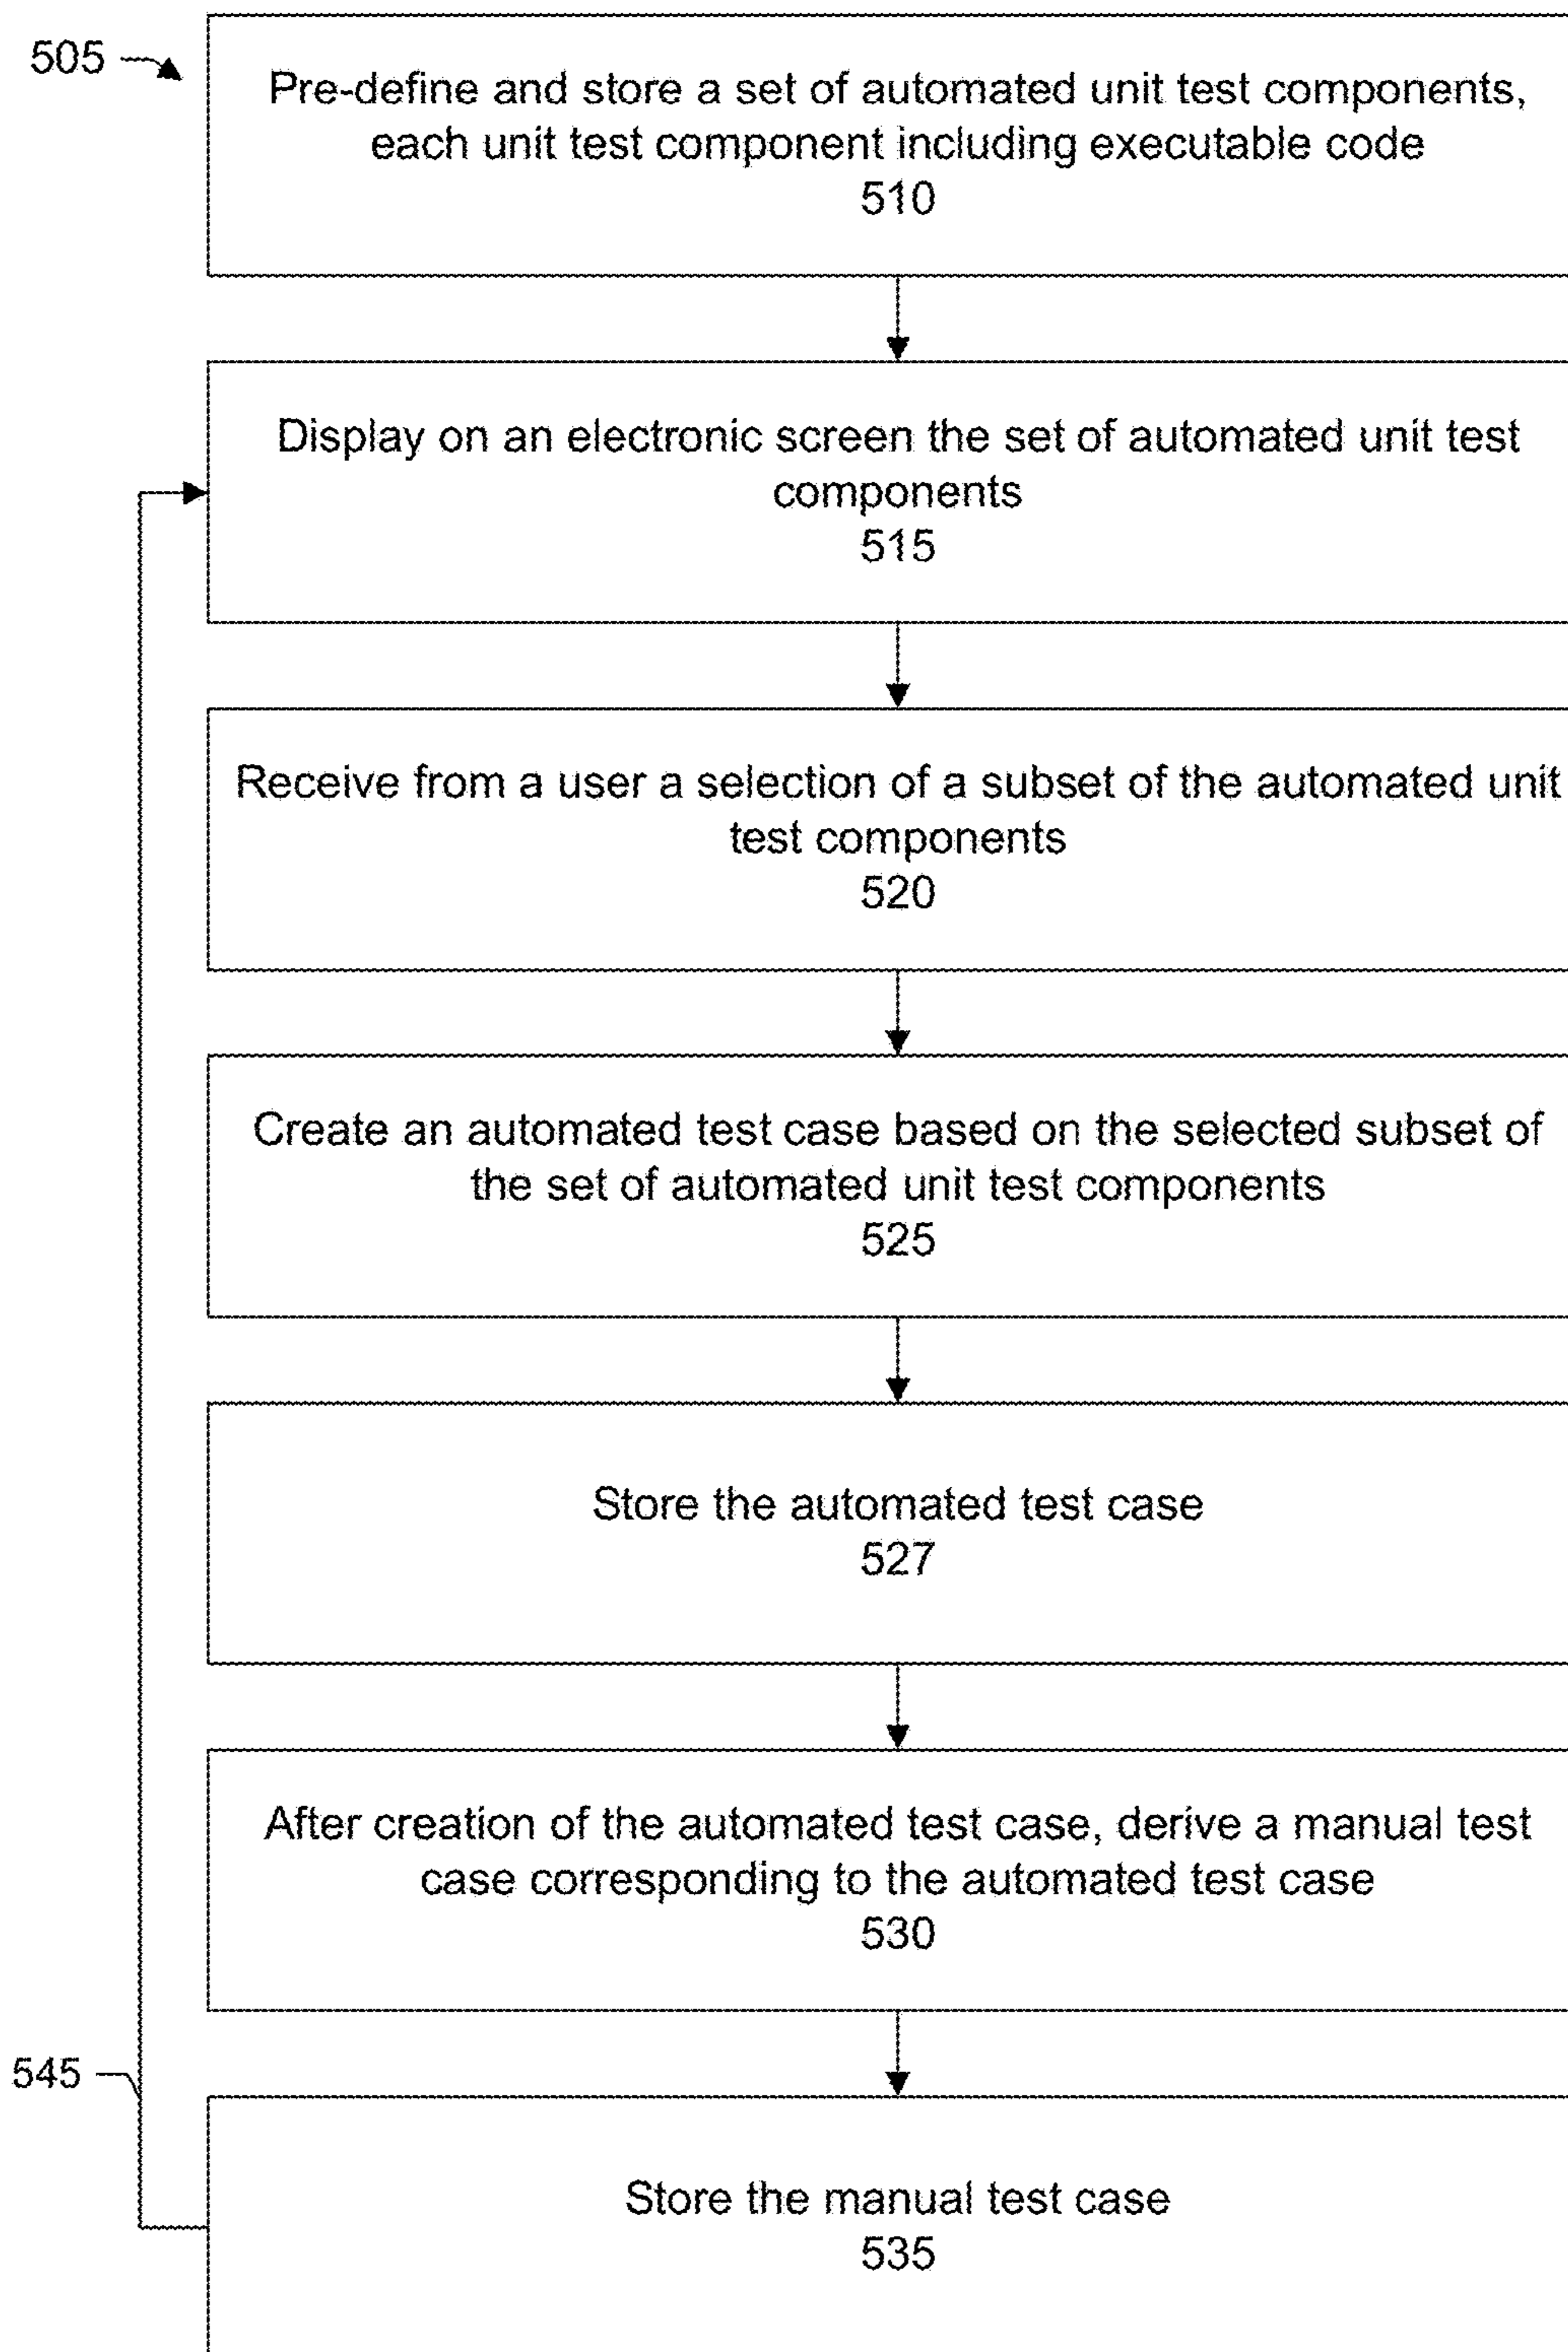 505
Pre-define and store a set of automated unit test components,
each unit test component including executable code
510
Display on an electronic screen the set of automated unit test
components
515
Receive from a user a selection of a subset of the automated unit
test components
520
Create an automated test case based on the selected subset of
the set of automated unit test components
525
Store the automated test case
527
After creation of the automated test case, derive a manual test
case corresponding to the automated test case
530
545
Store the manual test case
535